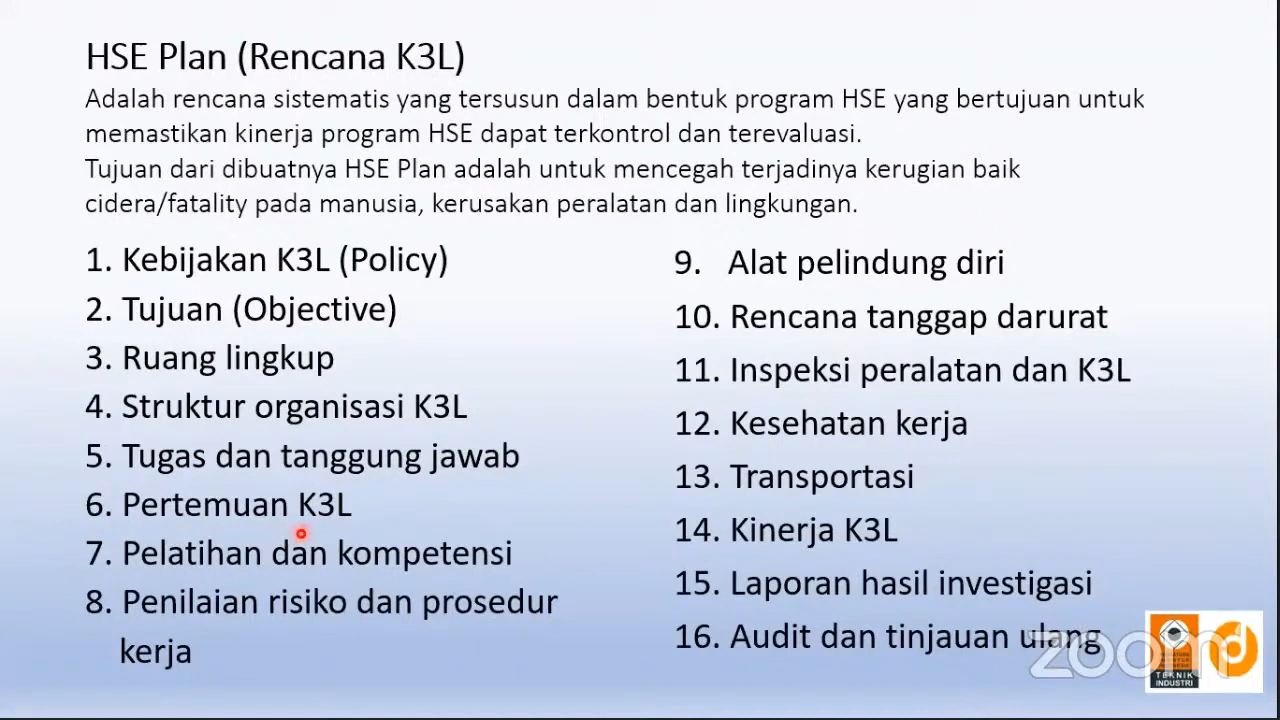 HSE Plan (Rencana K3L)
Adalah rencana sistematis yang tersusun dalam bentuk program HSE yang bertujuan untuk
memastikan kinerja program HSE dapat terkontrol dan terevaluasi.
Tujuan dari dibuatnya HSE Plan adalah untuk mencegah terjadinya kerugian baik
cidera/fatality pada manusia, kerusakan peralatan dan lingkungan.
1. Kebijakan K3L (Policy)
2. Tujuan (Objective)
3. Ruang lingkup
4. Struktur organisasi K3L
5. Tugas dan tanggung jawab
6. Pertemuan K3L
7. Pelatihan dan kompetensi
8. Penilaian risiko dan prosedur
kerja
9. Alat pelindung diri
10. Rencana tanggap darurat
11. Inspeksi peralatan dan K3L
12. Kesehatan kerja
13. Transportasi
14. Kinerja K3L
15. Laporan hasil investigasi
16. Audit dan tinjauan ulang
zoom
TEKNIK
INDUSTRI